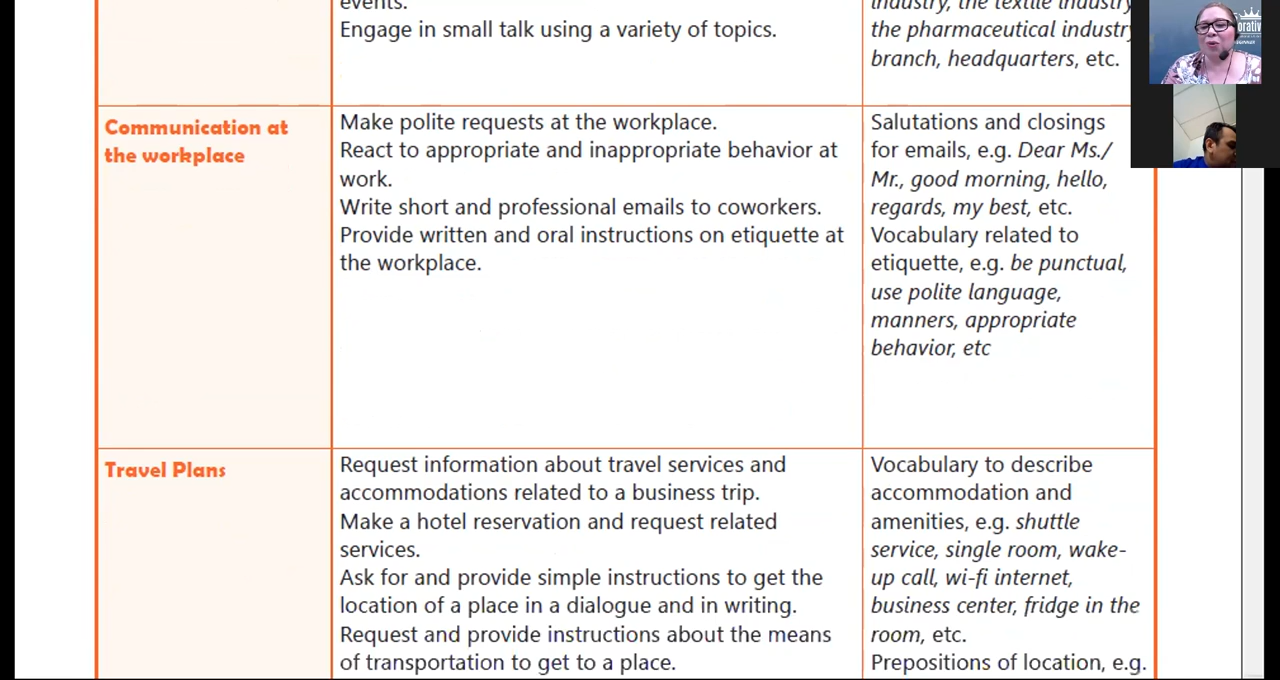 events.
Engage in small talk using a variety of topics.
industry, the textile industry
the pharmaceutical industry
branch, headquarters, etc.
orative
Communication at
the workplace
Make polite requests at the workplace.
React to appropriate and inappropriate behavior at
work.
Write short and professional emails to coworkers.
Provide written and oral instructions on etiquette at
the workplace.
Salutations and closings
for emails, e.g. Dear Ms./
Mr., good morning, hello,
regards, my best, etc.
Vocabulary related to
etiquette, e.g. be punctual,
use polite language,
manners, appropriate
behavior, etc
Travel Plans
Request information about travel services and
accommodations related to a business trip.
Make a hotel reservation and request related
services.
Ask for and provide simple instructions to get the
location of a place in a dialogue and in writing.
Request and provide instructions about the means
of transportation to get to a place.
Vocabulary to describe
accommodation and
amenities, e.g. shuttle
service, single room, wake-
up call, wi-fi internet,
business center, fridge in the
room, etc.
Prepositions of location, e.g.